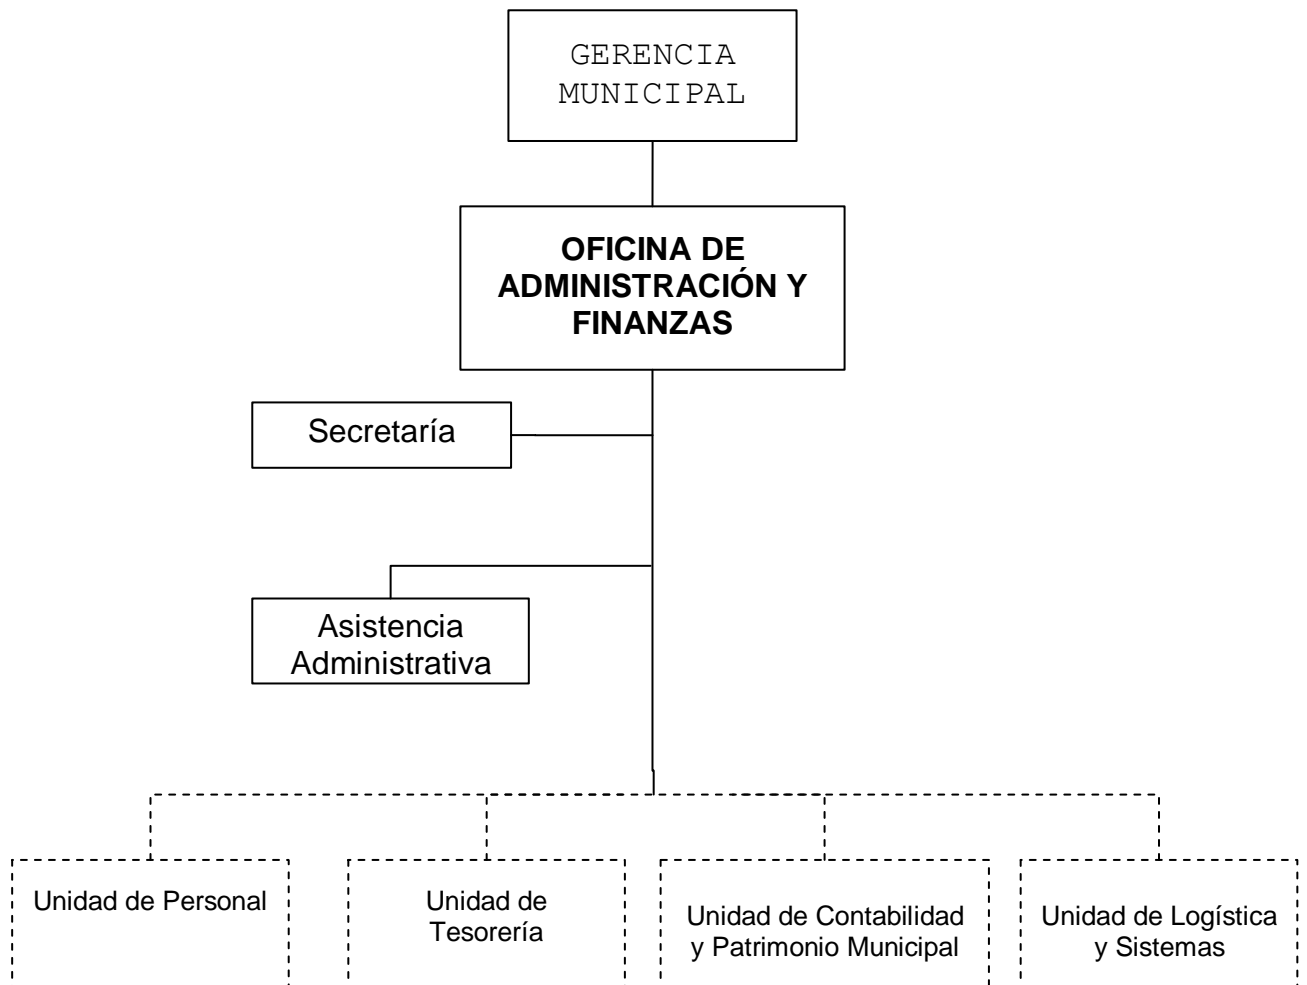 GERENCIA
MUNICIPAL
OFICINA DE
ADMINISTRACIÓN Y
FINANZAS
Secretaría
Asistencia
Administrativa
Unidad de Personal
Unidad de
Tesorería
Unidad de Contabilidad
y Patrimonio Municipal
Unidad de Logística
y Sistemas